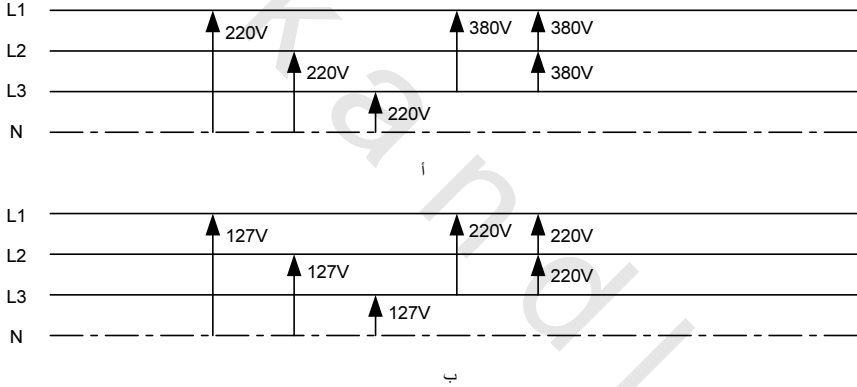 L1
220V 380V 380V
L2
220V 380V
L3
220V
N
أ
L1
127V 220V 220V
L2
127V 220V
L3
127V
N
ب
k a n d l